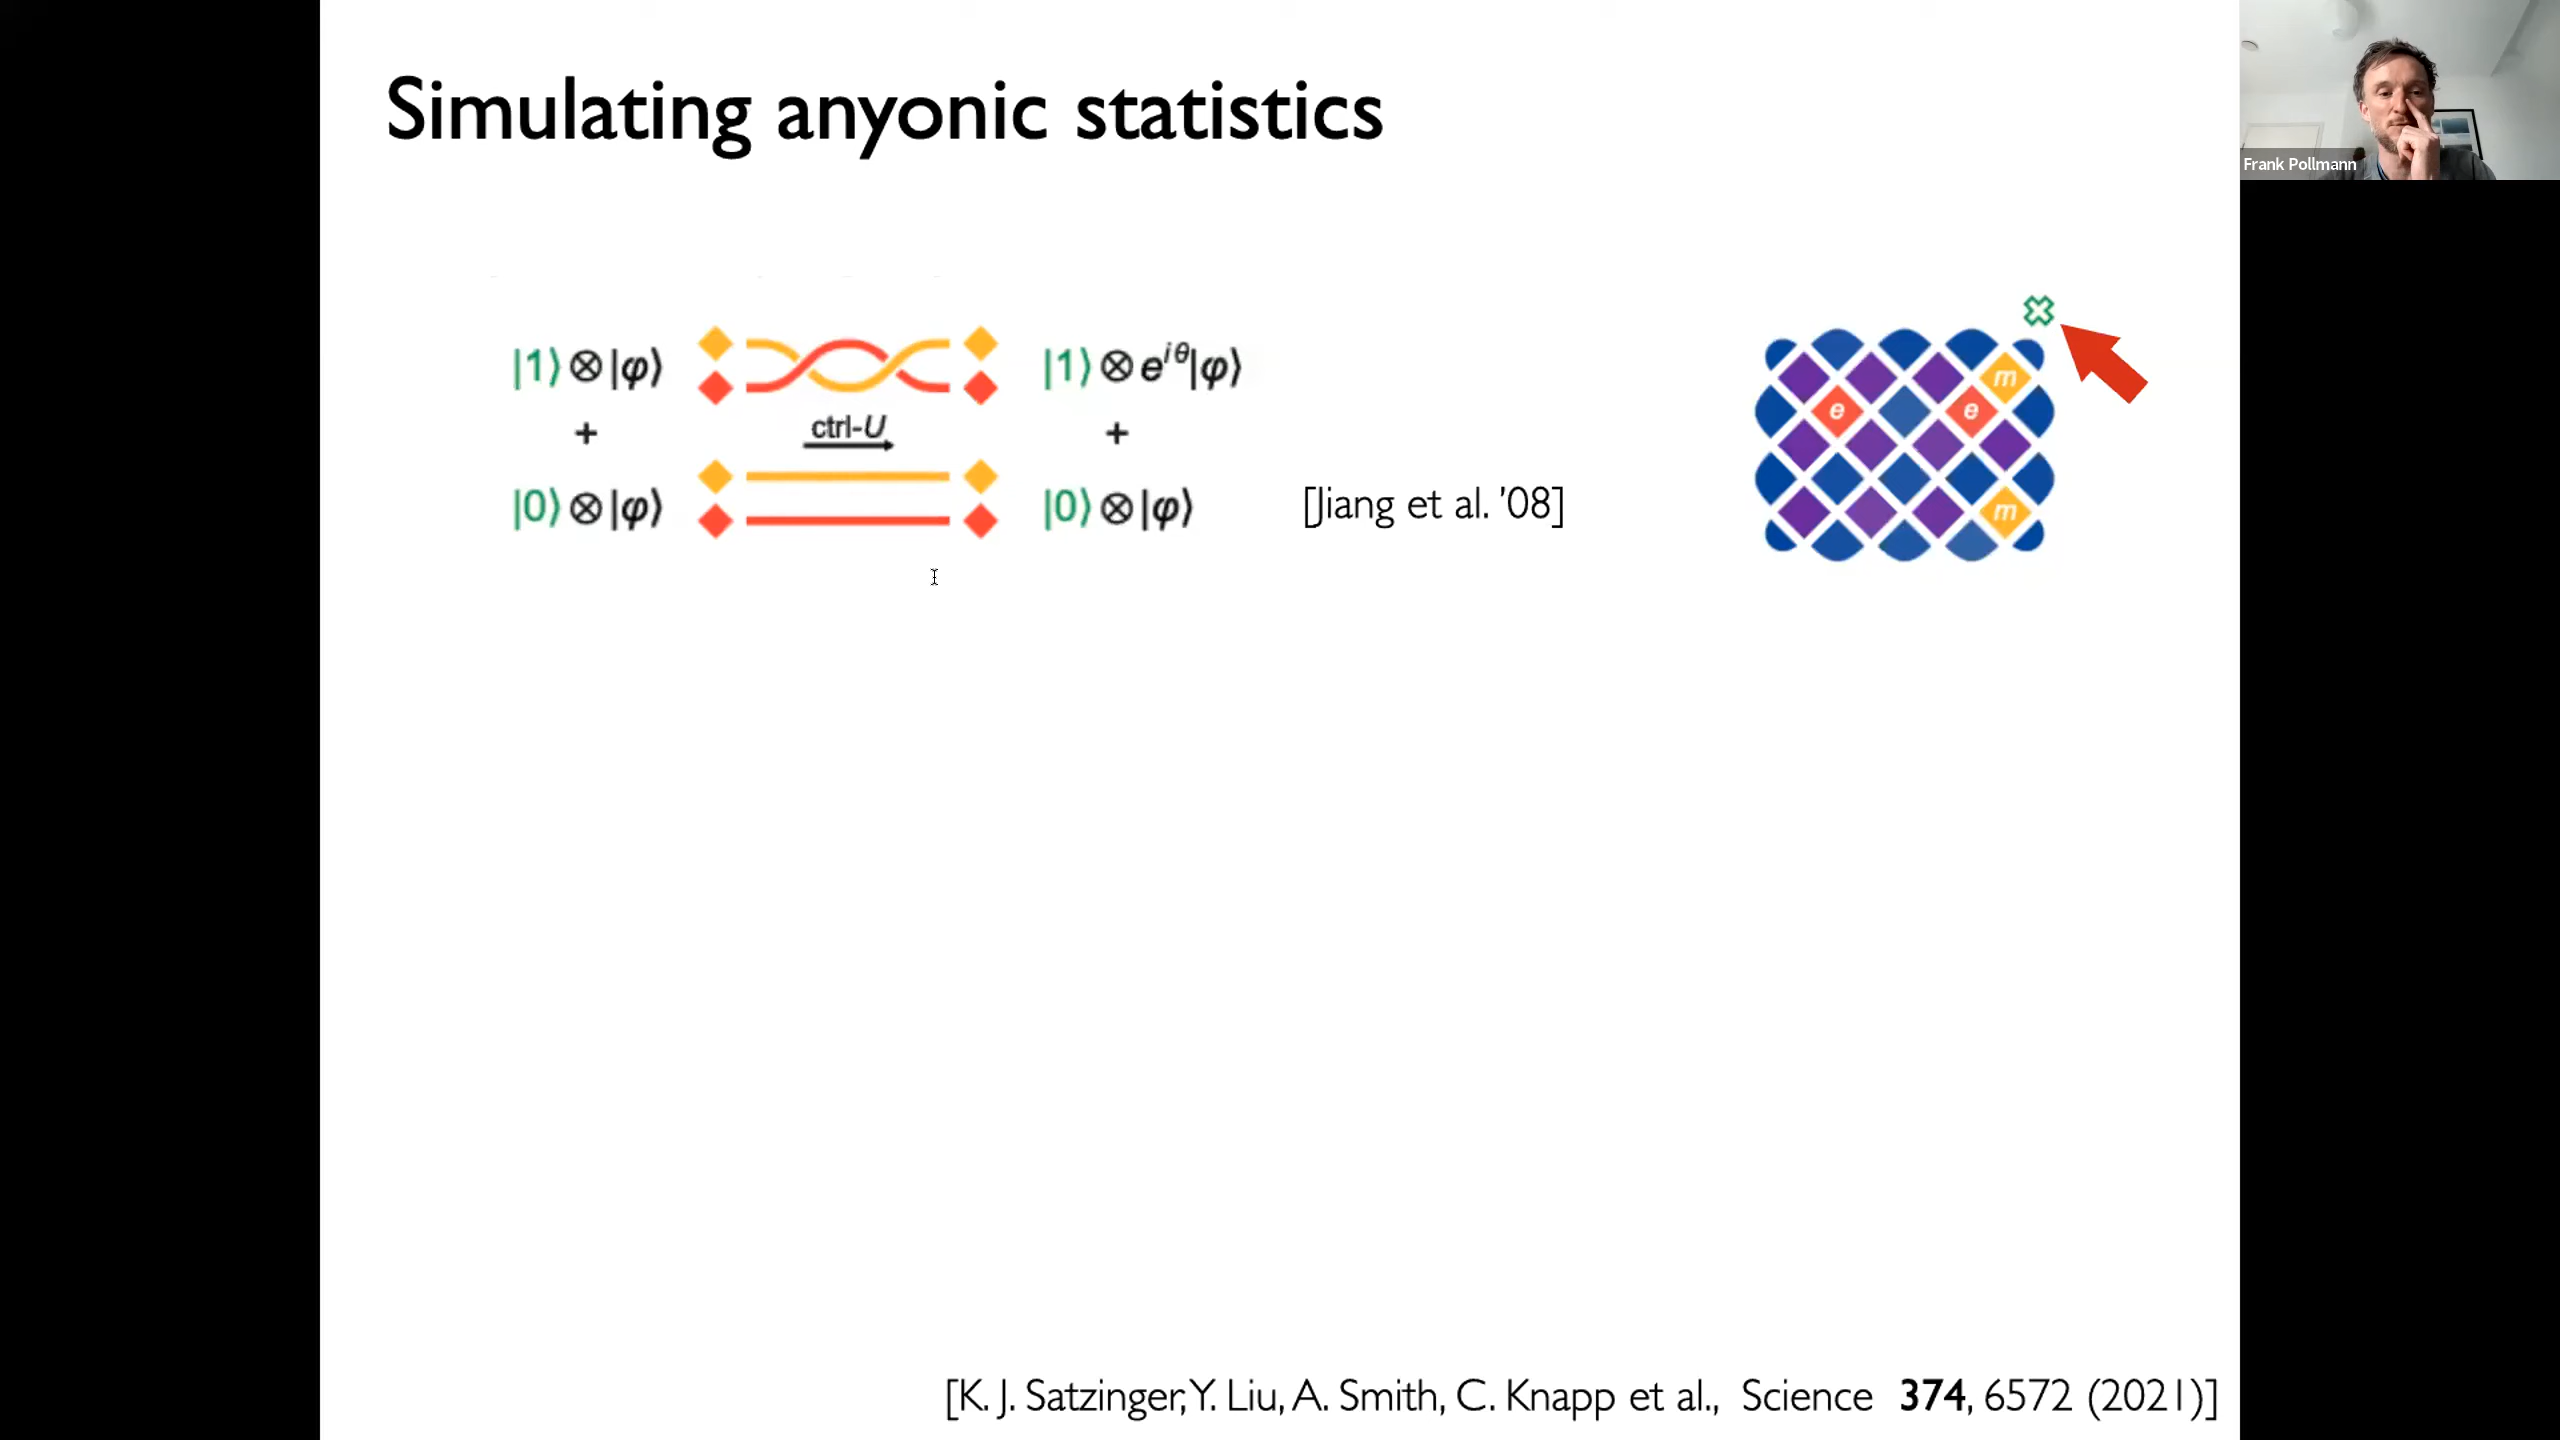 Simulating anyonic statistics
Frank Pollmann
|1⟩⊗|φ⟩
|1⟩⊗e^{iθ}|φ⟩
+
ctrl-U
+
|0⟩⊗|φ⟩
|0⟩⊗|φ⟩
[Jiang et al. ’08]
m
e
e
m
[K. J. Satzinger, Y. Liu, A. Smith, C. Knapp et al., Science 374, 6572 (2021)]